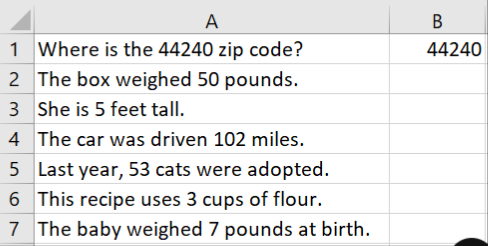 A B
1 Where is the 44240 zip code? 44240
2 The box weighed 50 pounds.
3 She is 5 feet tall.
4 The car was driven 102 miles.
5 Last year, 53 cats were adopted.
6 This recipe uses 3 cups of flour.
7 The baby weighed 7 pounds at birth.